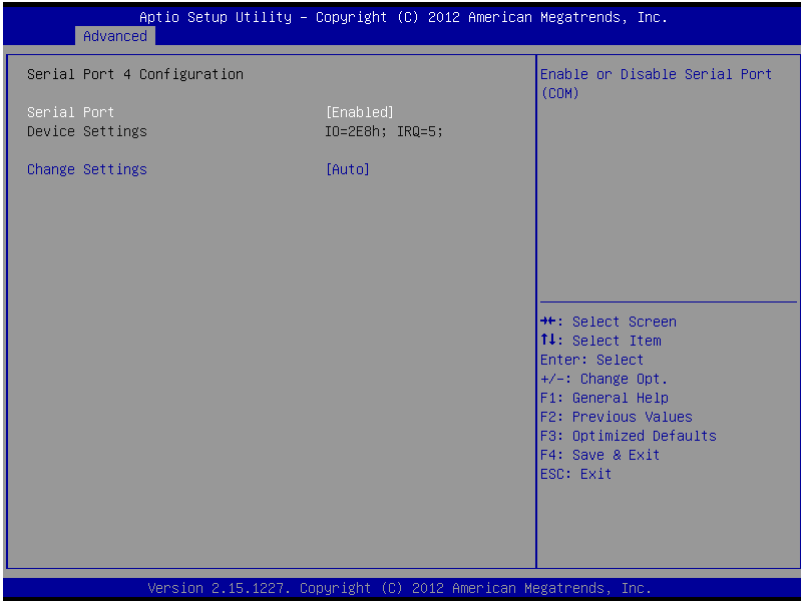 Aptio Setup Utility – Copyright (C) 2012 American Megatrends, Inc.
Advanced
Serial Port 4 Configuration
Serial Port [Enabled]
Device Settings IO=2E8h; IRQ=5;
Change Settings [Auto]
Enable or Disable Serial Port
(COM)
→←: Select Screen
↑↓: Select Item
Enter: Select
+/-: Change Opt.
F1: General Help
F2: Previous Values
F3: Optimized Defaults
F4: Save & Exit
ESC: Exit
Version 2.15.1227. Copyright (C) 2012 American Megatrends, Inc.